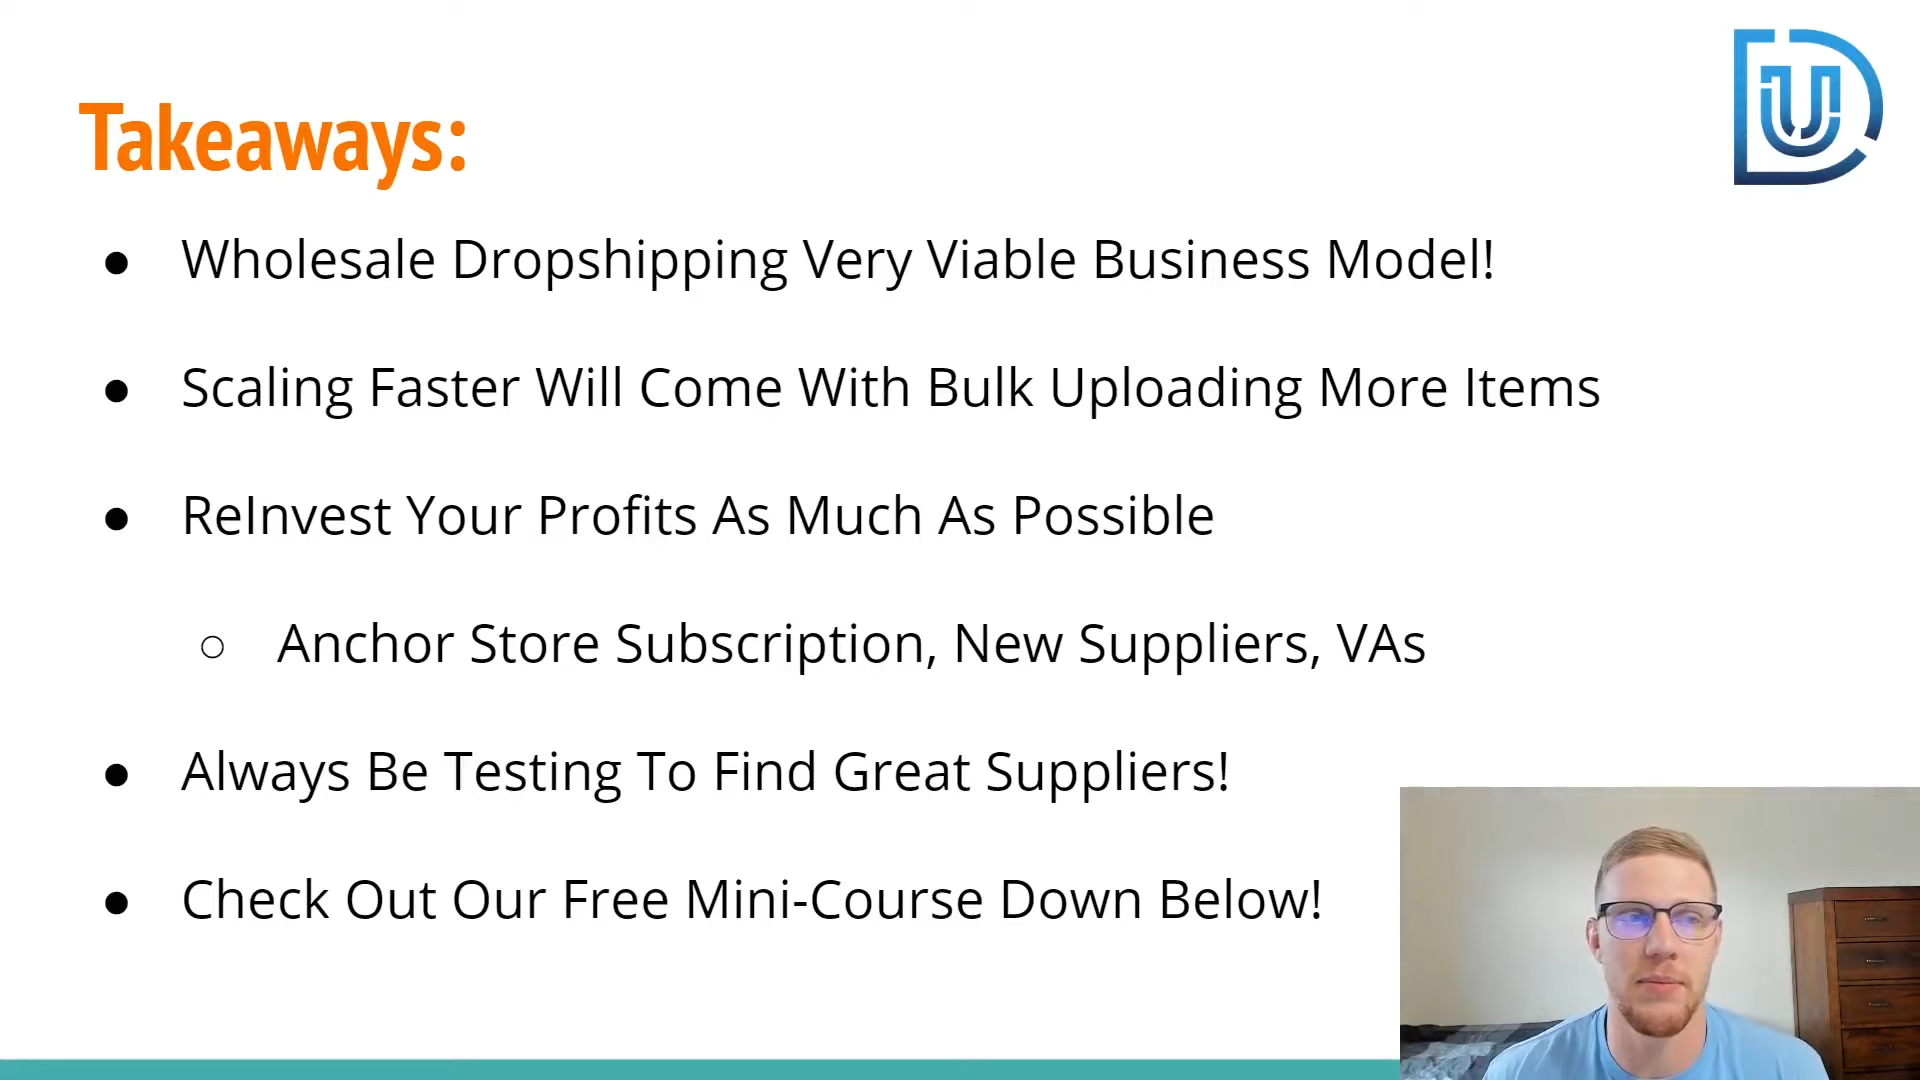 Takeaways:
● Wholesale Dropshipping Very Viable Business Model!
● Scaling Faster Will Come With Bulk Uploading More Items
● ReInvest Your Profits As Much As Possible
○ Anchor Store Subscription, New Suppliers, VAs
● Always Be Testing To Find Great Suppliers!
● Check Out Our Free Mini-Course Down Below!